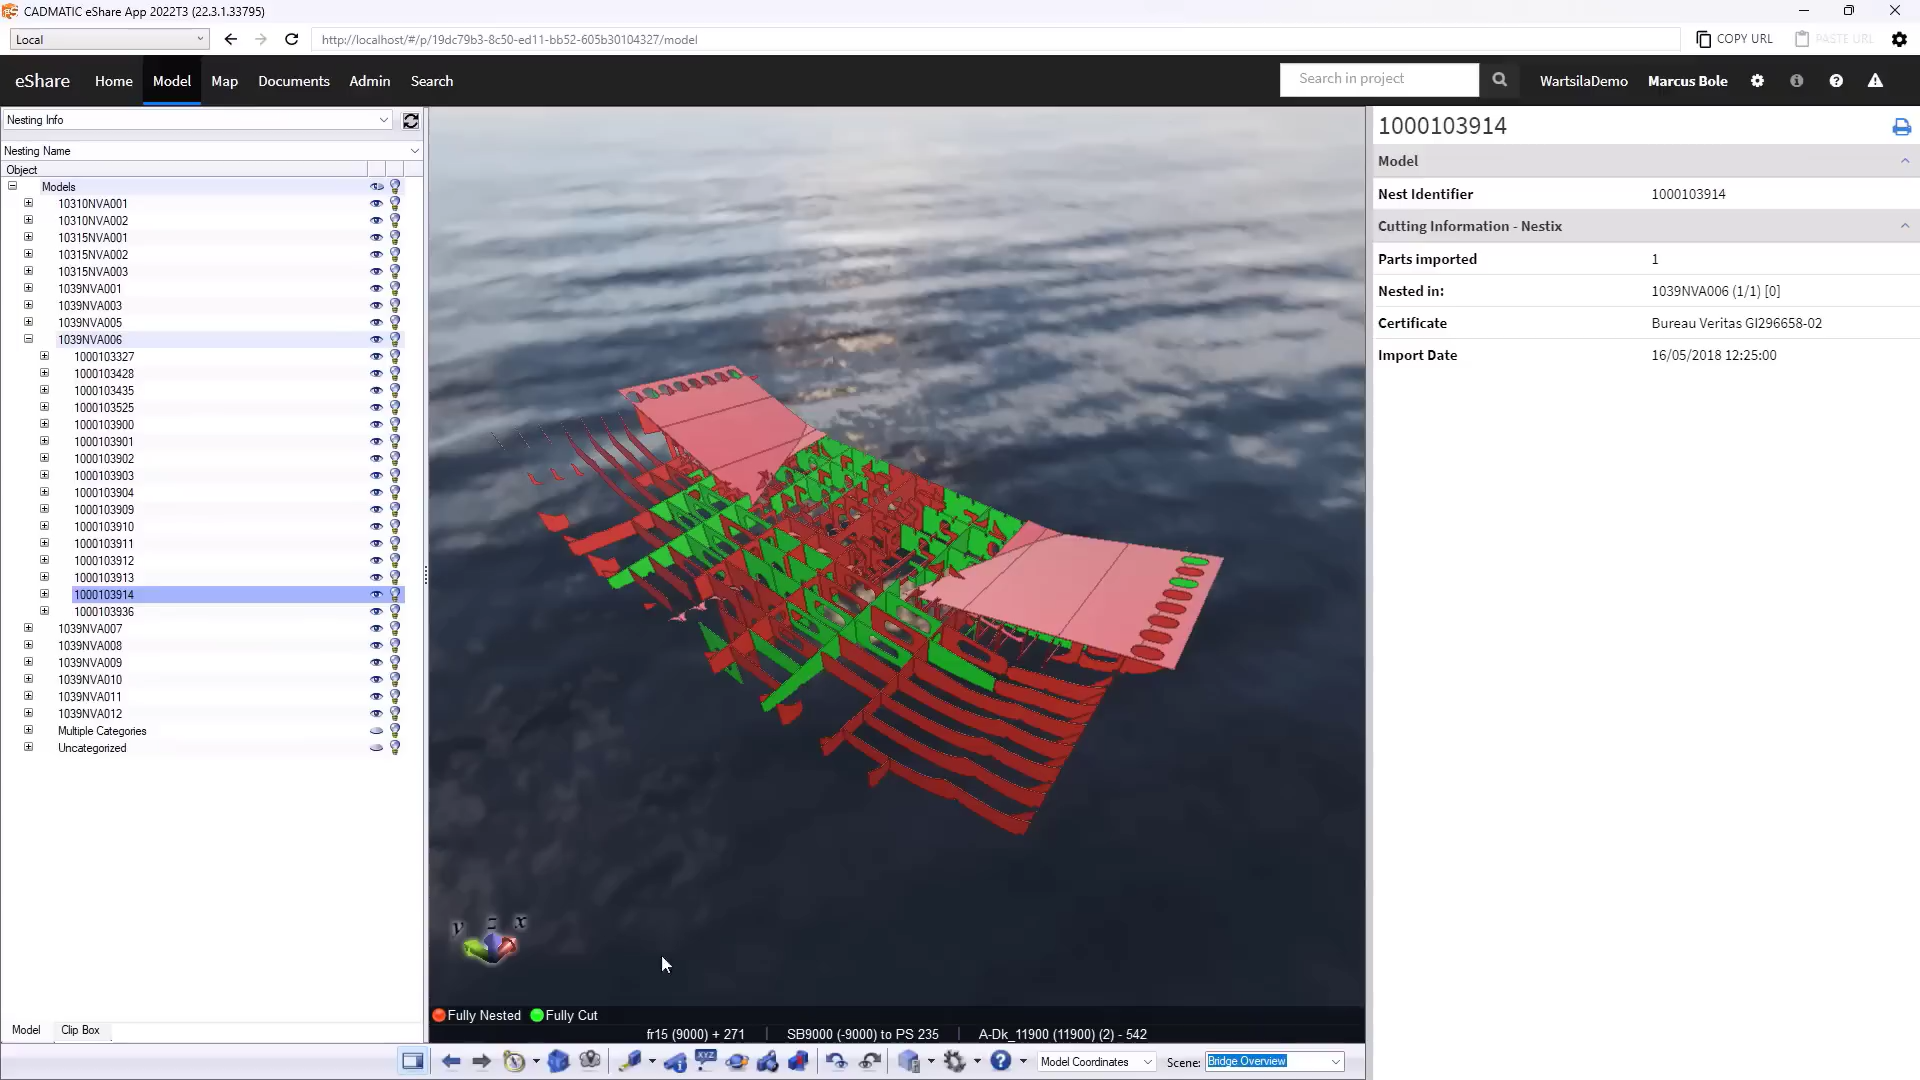 CADMATIC eShare App 2022T3 (22.3.1.33795)
Local
http://localhost/#/p/19dc79b3-8c50-ed11-bb52-605b30104327/model
COPY URL
PASTE URL
eShare
Home
Model
Map
Documents
Admin
Search
Search in project
WartsilaDemo
Marcus Bole
Nesting Info
Nesting Name
Object
Models
10310NVA001
10310NVA002
10315NVA001
10315NVA002
10315NVA003
1039NVA001
1039NVA003
1039NVA005
1039NVA006
1000103327
1000103428
1000103435
1000103525
1000103900
1000103901
1000103902
1000103903
1000103904
1000103909
1000103910
1000103911
1000103912
1000103913
1000103914
1000103936
1039NVA007
1039NVA008
1039NVA009
1039NVA010
1039NVA011
1039NVA012
Multiple Categories
Uncategorized
Model
Clip Box
y z x
Fully Nested
Fully Cut
fr15 (9000) + 271
SB9000 (-9000) to PS 235
A-Dk_11900 (11900) (2) - 542
XYZ
Model Coordinates
Scene:
Bridge Overview
1000103914
Model
Nest Identifier 1000103914
Cutting Information - Nestix
Parts imported 1
Nested in: 1039NVA006 (1/1) [0]
Certificate Bureau Veritas GI296658-02
Import Date 16/05/2018 12:25:00